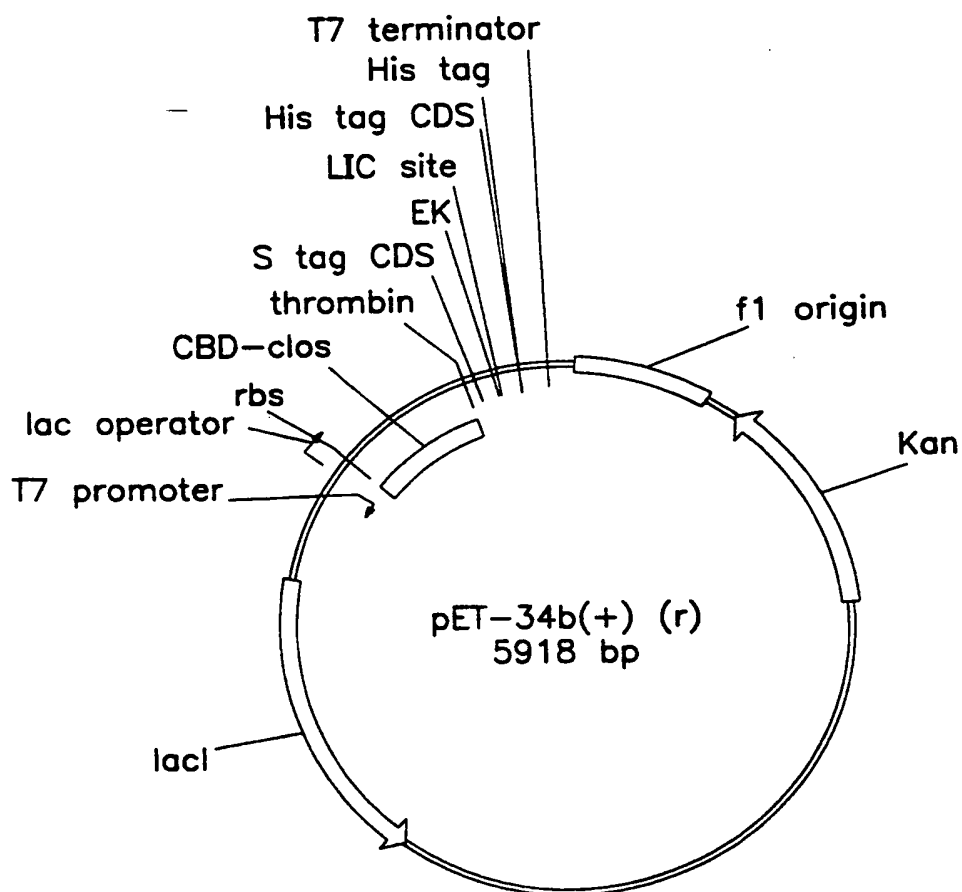 T7 terminator
His tag
His tag CDS
LIC site
EK
S tag CDS
thrombin
CBD-clos
rbs
lac operator
T7 promoter
f1 origin
Kan
pET-34b(+) (r)
5918 bp
lacI